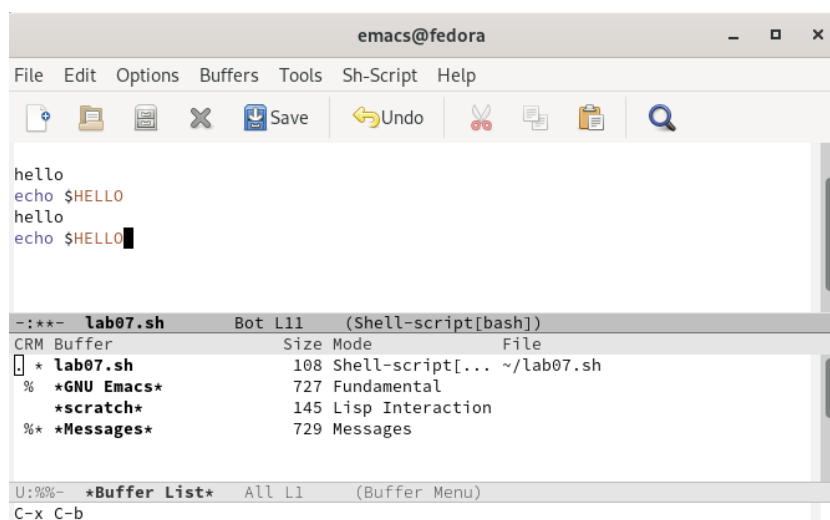 emacs@fedora
File Edit Options Buffers Tools Sh-Script Help
Save Undo
hello
echo $HELLO
hello
echo $HELLO
-:**- lab07.sh Bot L11 (Shell-script[bash])
CRM Buffer Size Mode File
. * lab07.sh 108 Shell-script[... ~/lab07.sh
% *GNU Emacs* 727 Fundamental
*scratch* 145 Lisp Interaction
%* *Messages* 729 Messages
U:%%- *Buffer List* All L1 (Buffer Menu)
C-x C-b